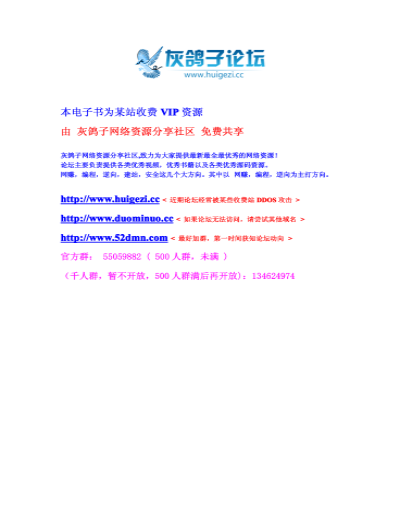 灰鸽子论坛
www.huigezi.cc
本电子书为某站收费 VIP 资源
由 灰鸽子网络资源分享社区 免费共享
灰鸽子网络资源分享社区,致力为大家提供最新最全最优秀的网络资源!
论坛主要负责提供各类优秀视频，优秀书籍以及各类优秀源码资源。
网赚，编程，逆向，建站，安全这几个大方向。其中以 网赚，编程，逆向为主打方向。
http://www.huigezi.cc < 近期论坛经常被某些收费站 DDOS 攻击 >
http://www.duominuo.cc < 如果论坛无法访问，请尝试其他域名 >
http://www.52dmn.com < 最好加群，第一时间获知论坛动向 >
官方群： 55059882 ( 500 人群，未满 )
（千人群，暂不开放，500 人群满后再开放)：134624974